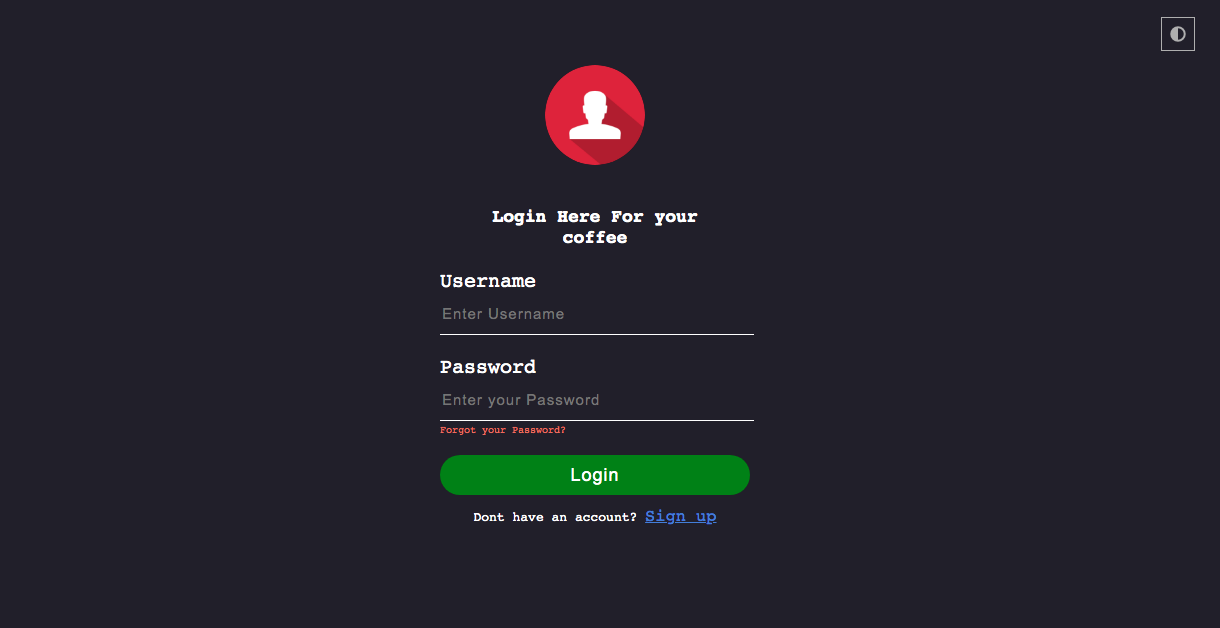 Login Here For your
coffee
Username
Enter Username
Password
Enter your Password
Forgot your Password?
Login
Dont have an account? Sign up